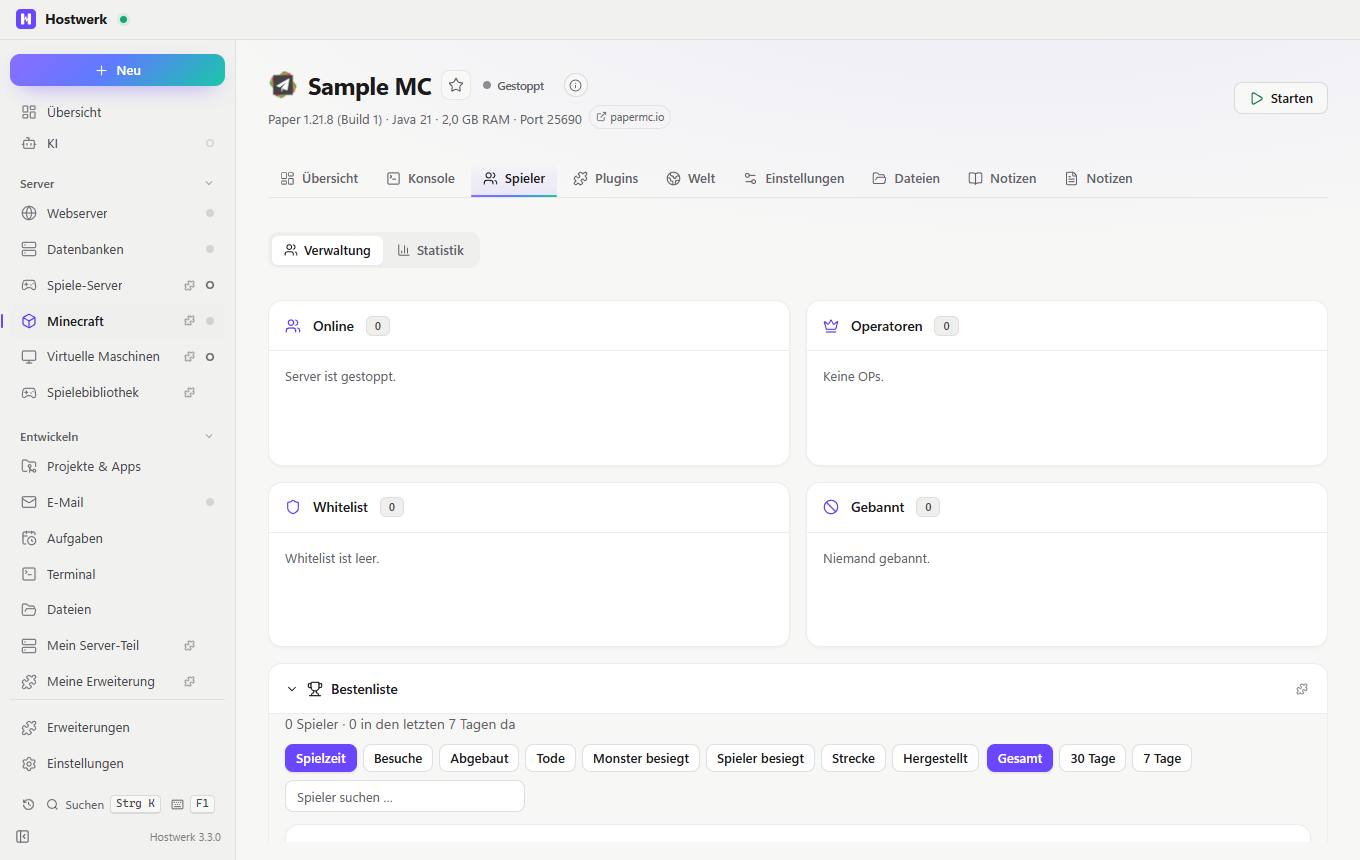 Hostwerk
Neu
Übersicht
KI
Server
Webserver
Datenbanken
Spiele-Server
Minecraft
Virtuelle Maschinen
Spielebibliothek
Entwickeln
Projekte & Apps
E-Mail
Aufgaben
Terminal
Dateien
Mein Server-Teil
Meine Erweiterung
Erweiterungen
Einstellungen
Suchen Strg K F1
Hostwerk 3.3.0
Sample MC Gestoppt
Starten
Paper 1.21.8 (Build 1) · Java 21 · 2,0 GB RAM · Port 25690 papermc.io
Übersicht Konsole Spieler Plugins Welt Einstellungen Dateien Notizen Notizen
Verwaltung Statistik
Online 0
Server ist gestoppt.
Operatoren 0
Keine OPs.
Whitelist 0
Whitelist ist leer.
Gebannt 0
Niemand gebannt.
Bestenliste
0 Spieler · 0 in den letzten 7 Tagen da
Spielzeit Besuche Abgebaut Tode Monster besiegt Spieler besiegt Strecke Hergestellt Gesamt 30 Tage 7 Tage
Spieler suchen ...